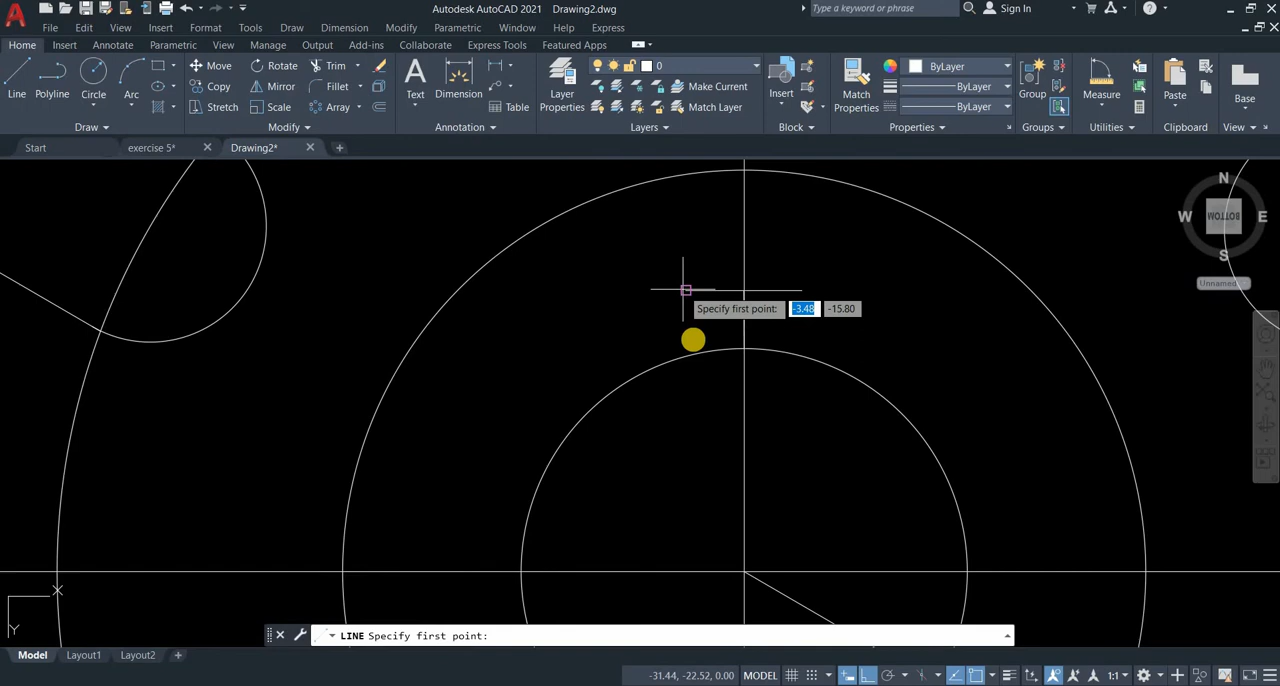 Autodesk AutoCAD 2021 Drawing2.dwg
Type a keyword or phrase
Sign In
File Edit View Insert Format Tools Draw Dimension Modify Parametric Window Help Express
Home Insert Annotate Parametric View Manage Output Add-ins Collaborate Express Tools Featured Apps
Line Polyline Circle Arc
Move Rotate Trim
Copy Mirror Fillet
Stretch Scale Array
Text Dimension Table
Layer Properties
0
Make Current
Match Layer
Insert
Match Properties
ByLayer
ByLayer
ByLayer
Group
Measure
Paste
Base
Draw Modify Annotation Layers Block Properties Groups Utilities Clipboard View
Start exercise 5* Drawing2*
N
W BOTTOM E
S
Unnamed
Specify first point: -3.48 -15.80
X
Y
LINE Specify first point:
Model Layout1 Layout2
-31.44, -22.52, 0.00 MODEL 1:1